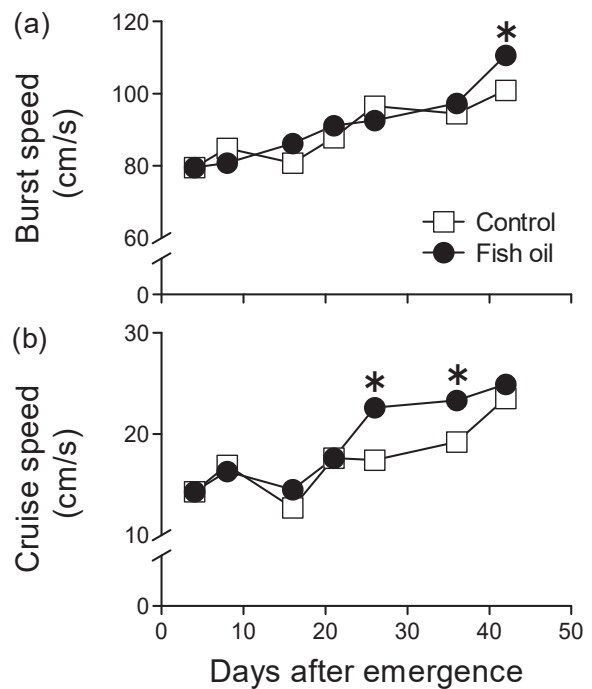 (a)
120
100
80
60
0
Burst speed
(cm/s)
*
Control
Fish oil
(b)
30
20
10
0
Cruise speed
(cm/s)
*
*
0 10 20 30 40 50
Days after emergence